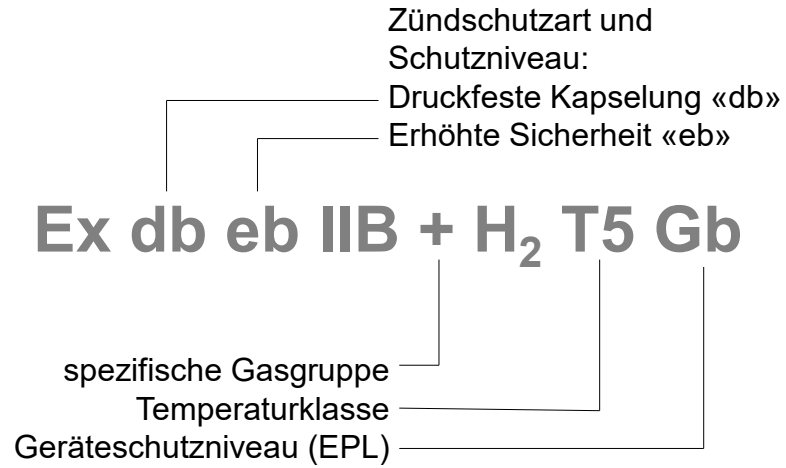 Zündschutzart und
Schutzniveau:
Druckfeste Kapselung «db»
Erhöhte Sicherheit «eb»
Ex db eb IIB + H₂ T5 Gb
spezifische Gasgruppe
Temperaturklasse
Geräteschutzniveau (EPL)